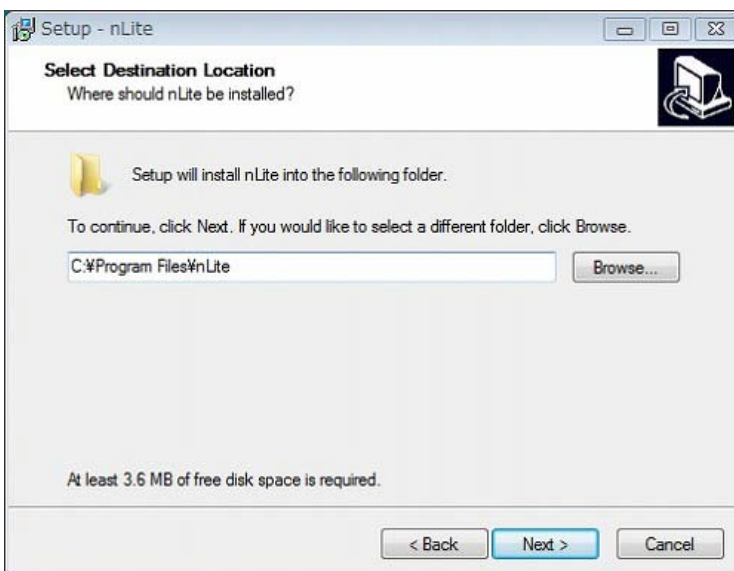 Setup - nLite
Select Destination Location
Where should nLite be installed?
Setup will install nLite into the following folder.
To continue, click Next. If you would like to select a different folder, click Browse.
C:¥Program Files¥nLite
Browse...
At least 3.6 MB of free disk space is required.
< Back
Next >
Cancel